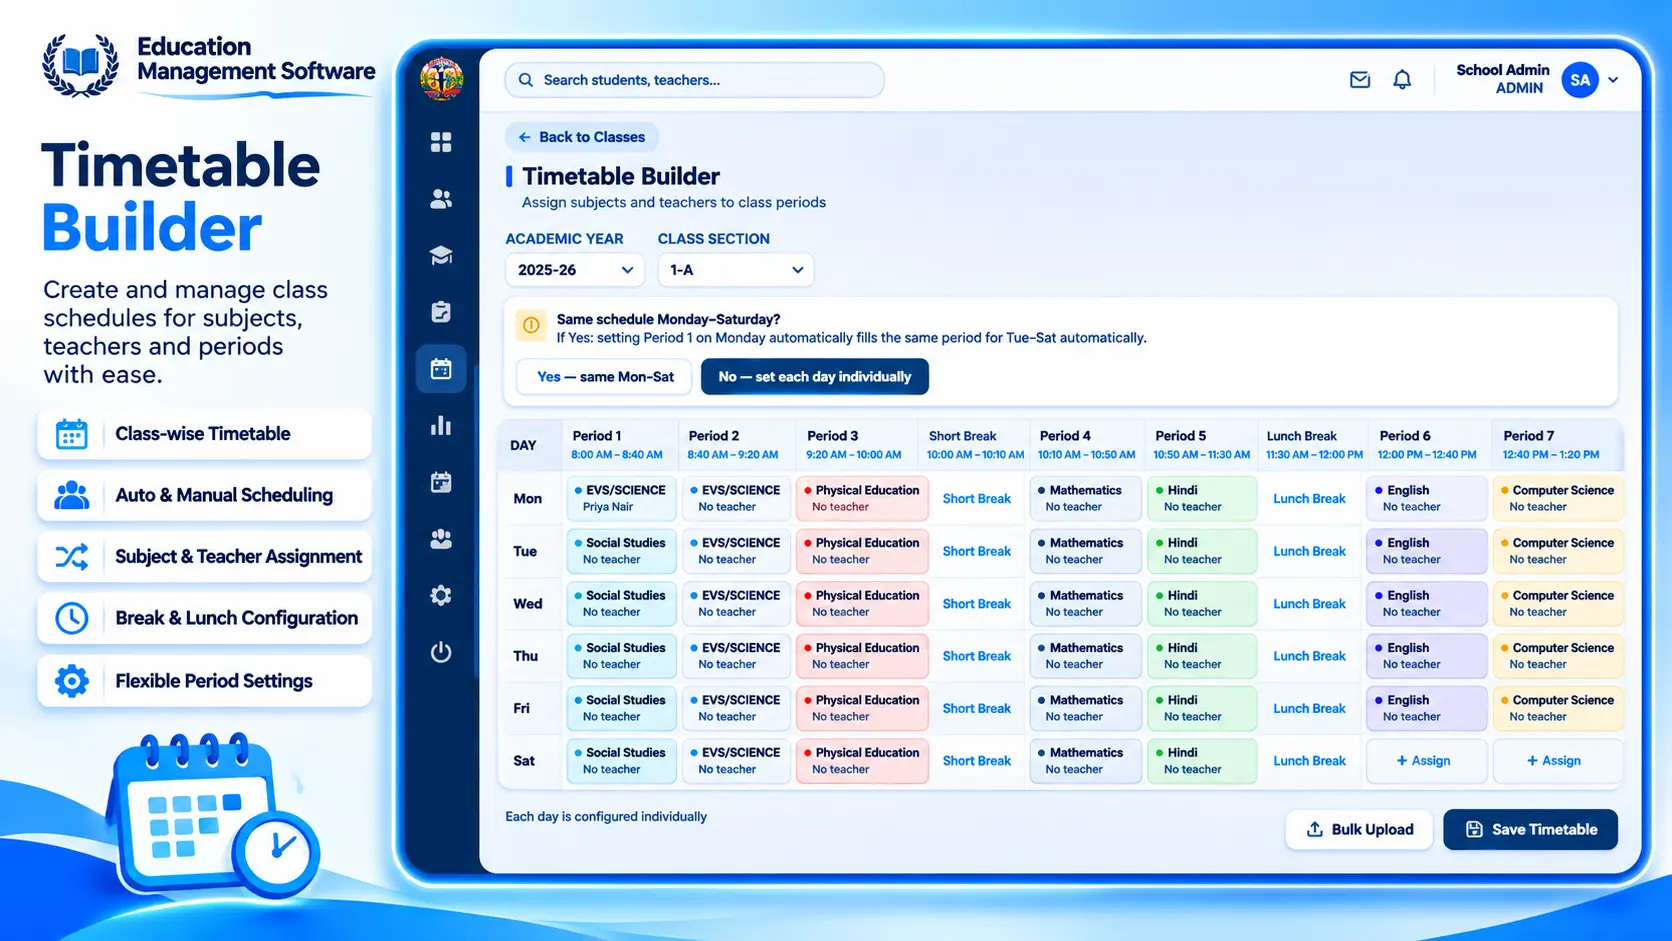 Education
Management Software
Timetable
Builder
Create and manage class
schedules for subjects,
teachers and periods
with ease.
Class-wise Timetable
Auto & Manual Scheduling
Subject & Teacher Assignment
Break & Lunch Configuration
Flexible Period Settings
Search students, teachers...
School Admin
ADMIN
SA
← Back to Classes
Timetable Builder
Assign subjects and teachers to class periods
ACADEMIC YEAR CLASS SECTION
2025-26 1-A
Same schedule Monday–Saturday?
If Yes: setting Period 1 on Monday automatically fills the same period for Tue–Sat automatically.
Yes — same Mon-Sat No — set each day individually
DAY Period 1 Period 2 Period 3 Short Break Period 4 Period 5 Lunch Break Period 6 Period 7
8:00 AM – 8:40 AM 8:40 AM – 9:20 AM 9:20 AM – 10:00 AM 10:00 AM – 10:10 AM 10:10 AM – 10:50 AM 10:50 AM – 11:30 AM 11:30 AM – 12:00 PM 12:00 PM – 12:40 PM 12:40 PM – 1:20 PM
Mon EVS/SCIENCE EVS/SCIENCE Physical Education Short Break Mathematics Hindi Lunch Break English Computer Science
Priya Nair No teacher No teacher No teacher No teacher No teacher No teacher
Tue Social Studies EVS/SCIENCE Physical Education Short Break Mathematics Hindi Lunch Break English Computer Science
No teacher No teacher No teacher No teacher No teacher No teacher No teacher
Wed Social Studies EVS/SCIENCE Physical Education Short Break Mathematics Hindi Lunch Break English Computer Science
No teacher No teacher No teacher No teacher No teacher No teacher No teacher
Thu Social Studies EVS/SCIENCE Physical Education Short Break Mathematics Hindi Lunch Break English Computer Science
No teacher No teacher No teacher No teacher No teacher No teacher No teacher
Fri Social Studies EVS/SCIENCE Physical Education Short Break Mathematics Hindi Lunch Break English Computer Science
No teacher No teacher No teacher No teacher No teacher No teacher No teacher
Sat Social Studies EVS/SCIENCE Physical Education Short Break Mathematics Hindi Lunch Break + Assign + Assign
No teacher No teacher No teacher No teacher No teacher
Each day is configured individually
Bulk Upload Save Timetable